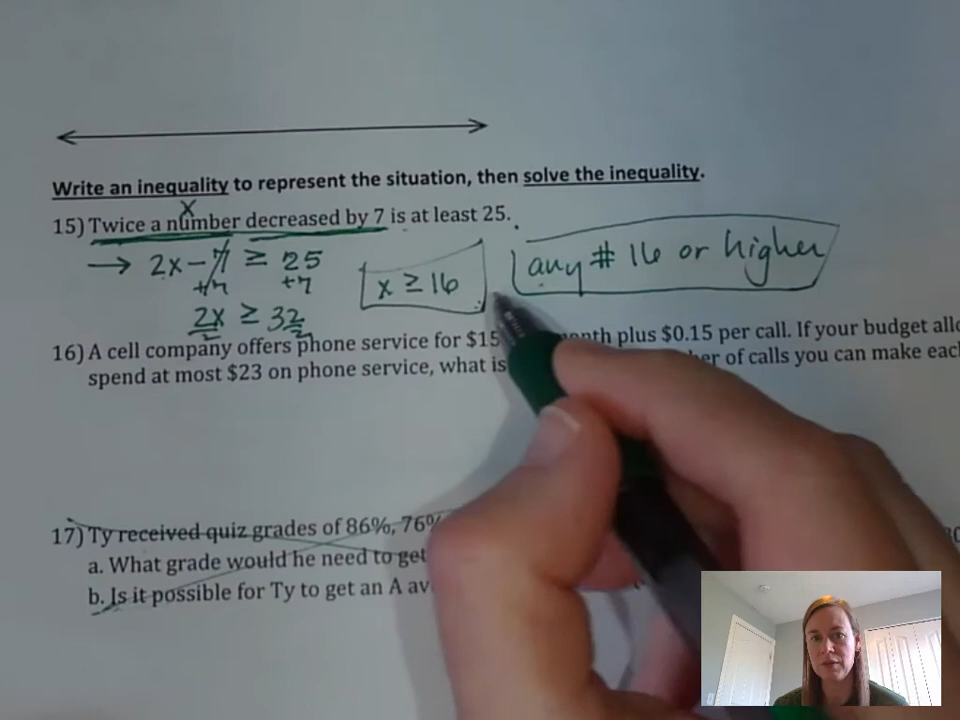 Write an inequality to represent the situation, then solve the inequality.
x
15) Twice a number decreased by 7 is at least 25.
→ 2x - 7 ≥ 25
+7 +7
2x ≥ 32
2 2
x ≥ 16
any # 16 or higher
16) A cell company offers phone service for $15 plus $0.15 per call. If your budget
spend at most $23 on phone service, what is of calls you can make
17) Ty received quiz grades of 86%, 76%
a. What grade would he need to get
b. Is it possible for Ty to get an A